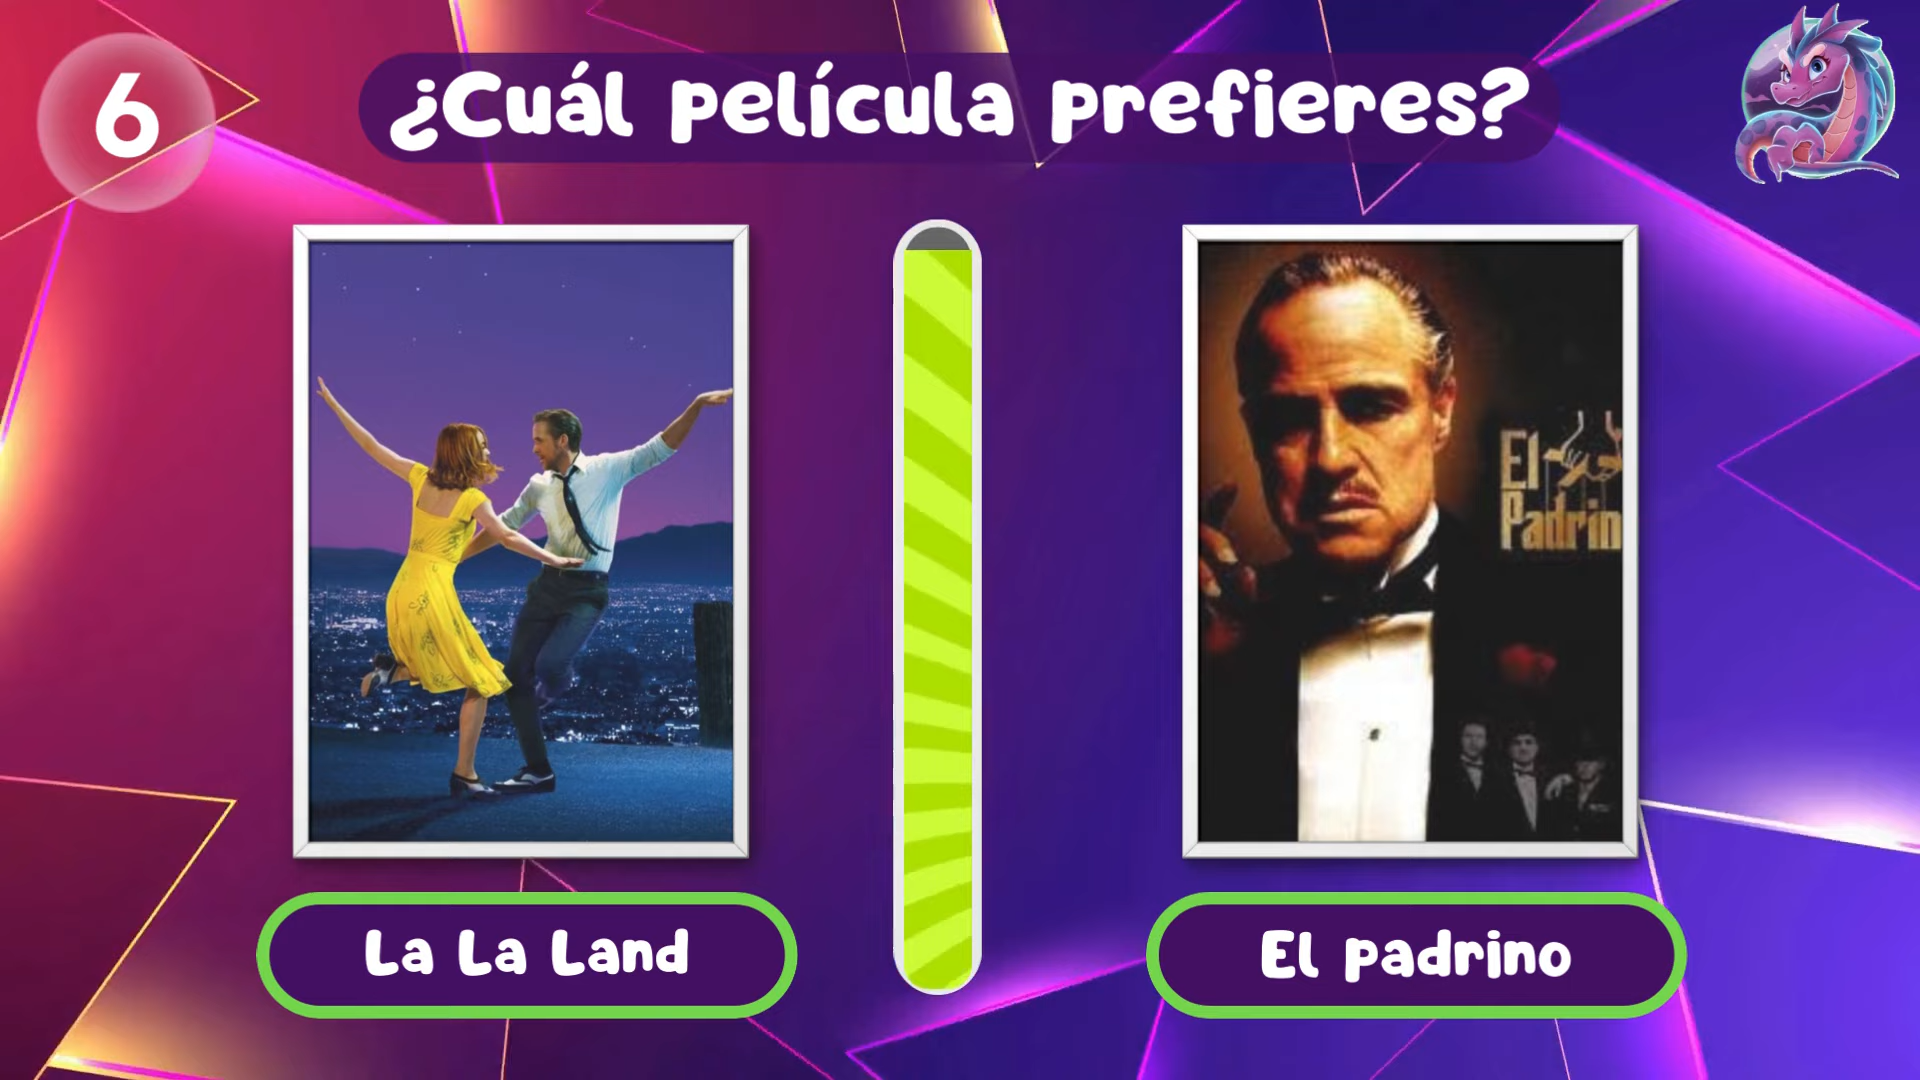 6
¿Cuál película prefieres?
El
Padrin
La La Land
El padrino